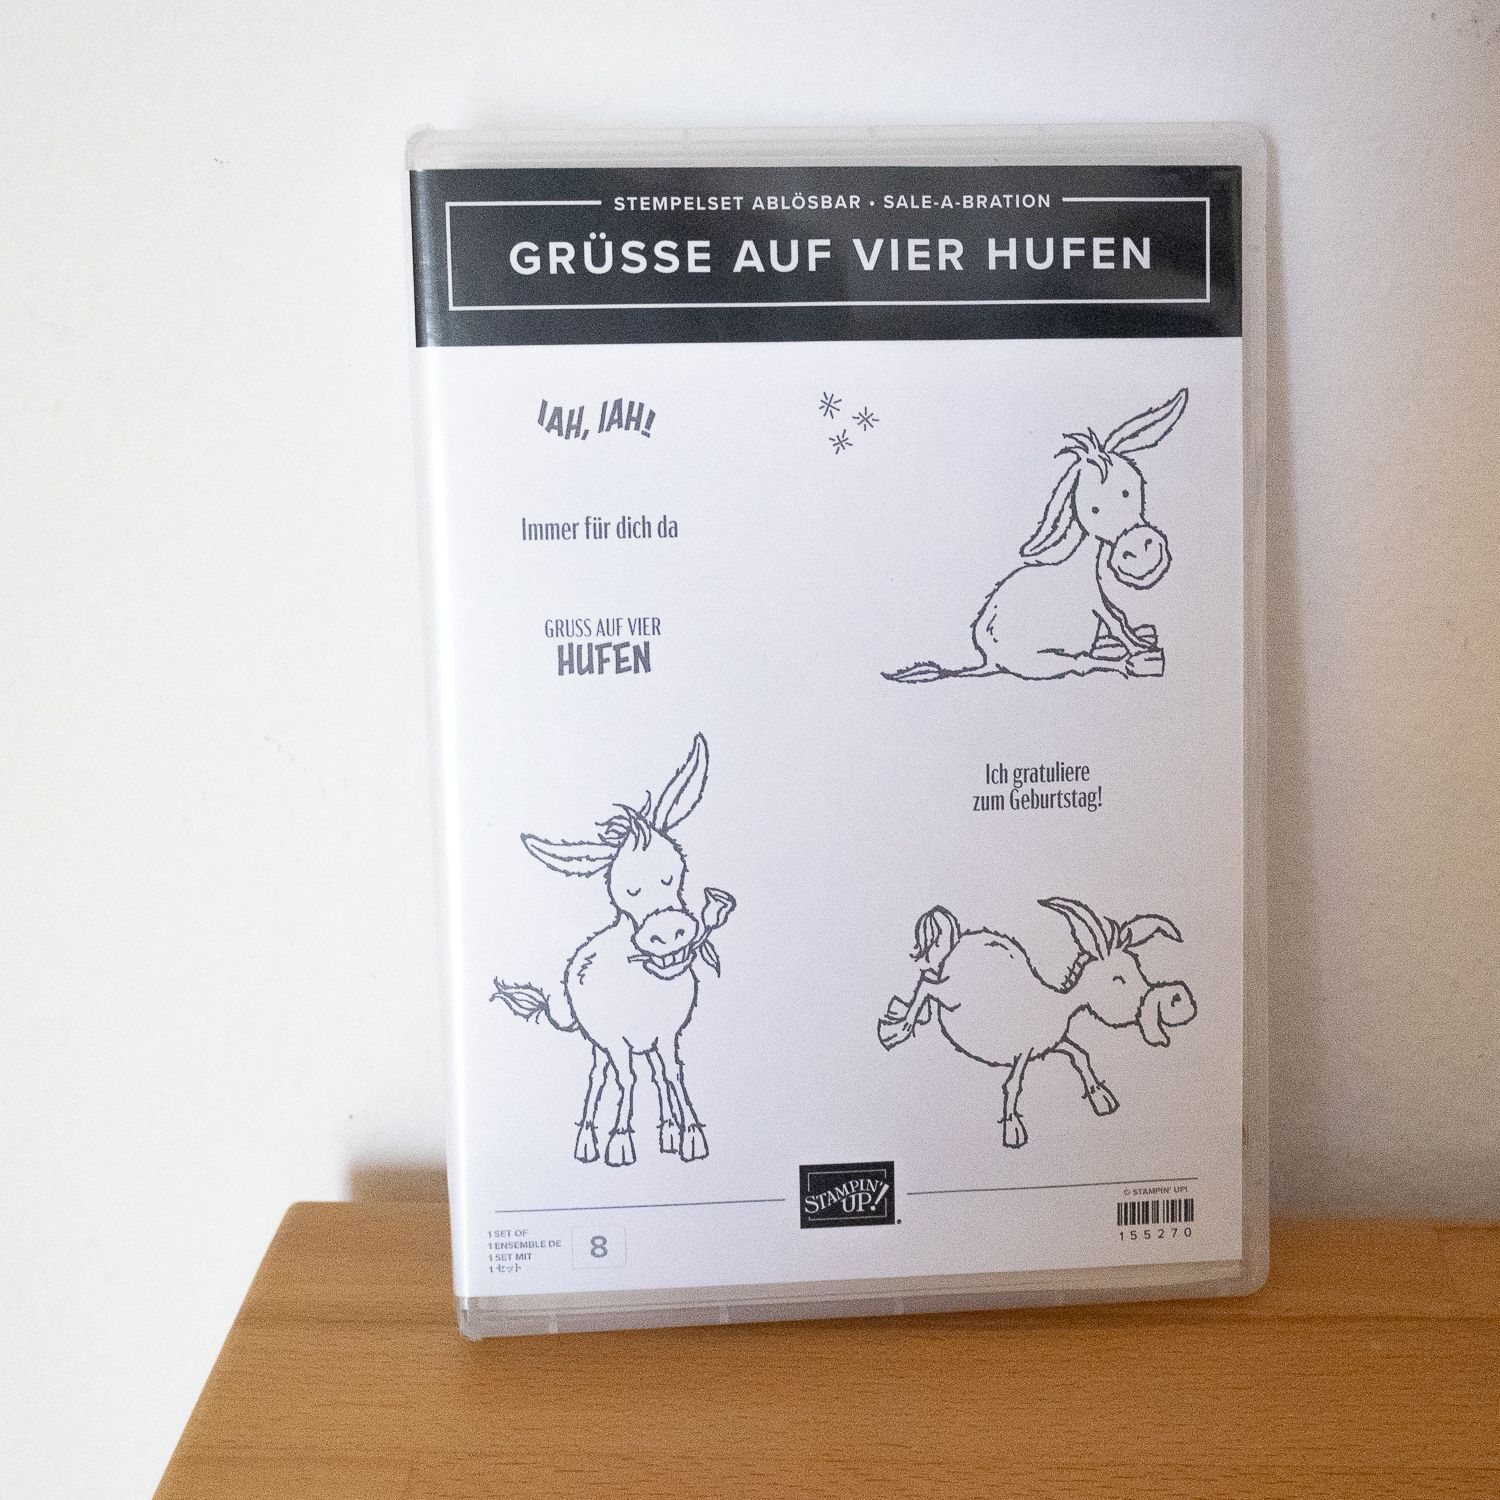 STEMPELSET ABLÖSBAR • SALE-A-BRATION
GRÜSSE AUF VIER HUFEN
IAH, IAH!
Immer für dich da
GRUSS AUF VIER
HUFEN
Ich gratuliere
zum Geburtstag!
STAMPIN'
UP!
1 SET OF
1 ENSEMBLE DE
1 SET MIT
1 セット
8
© STAMPIN' UP!
155270